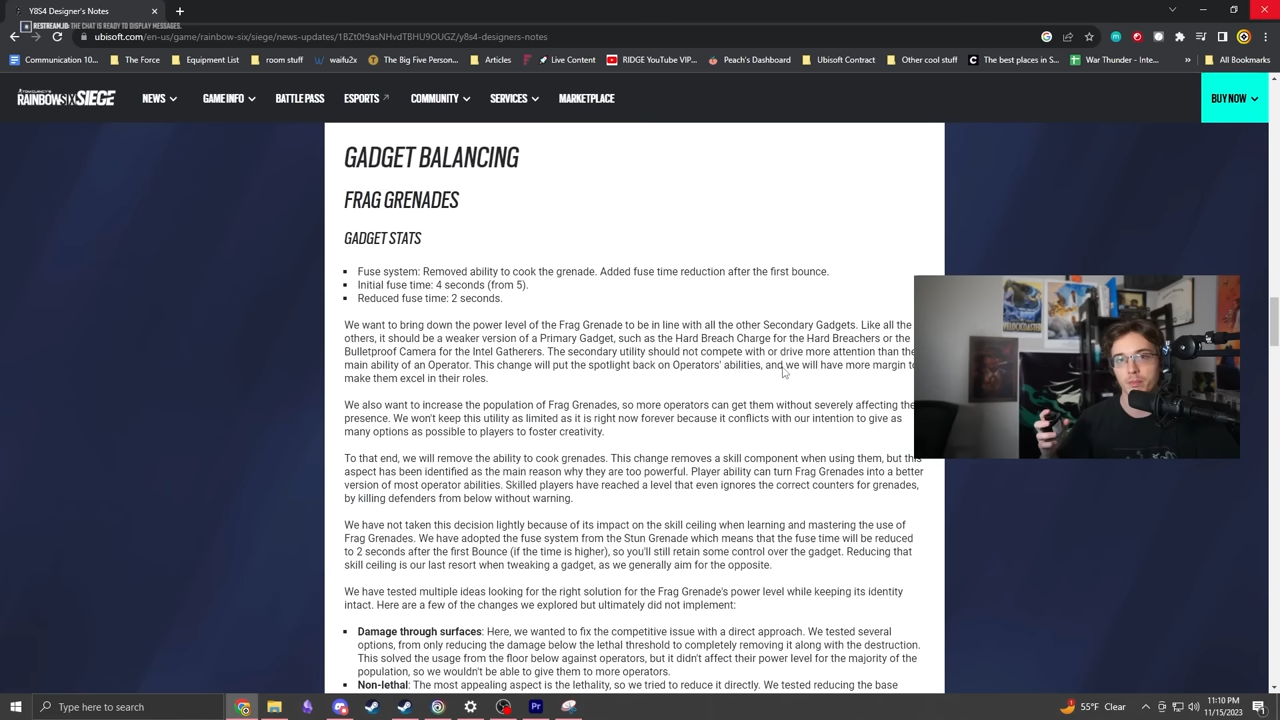 Y8S4 Designer's Notes
RESTREAM.IO: THE CHAT IS READY TO DISPLAY MESSAGES.
ubisoft.com/en-us/game/rainbow-six/siege/news-updates/1BZt0t9asNHvdTBHU9OUGZ/y8s4-designers-notes
Communication 10... The Force Equipment List room stuff waifu2x The Big Five Person... Articles Live Content RIDGE YouTube VIP... Peach's Dashboard Ubisoft Contract Other cool stuff The best places in S... War Thunder - Inte... » All Bookmarks
RAINBOW SIX SIEGE NEWS GAME INFO BATTLE PASS ESPORTS COMMUNITY SERVICES MARKETPLACE BUY NOW
GADGET BALANCING
FRAG GRENADES
GADGET STATS
Fuse system: Removed ability to cook the grenade. Added fuse time reduction after the first bounce.
Initial fuse time: 4 seconds (from 5).
Reduced fuse time: 2 seconds.
We want to bring down the power level of the Frag Grenade to be in line with all the other Secondary Gadgets. Like all the
others, it should be a weaker version of a Primary Gadget, such as the Hard Breach Charge for the Hard Breachers or the
Bulletproof Camera for the Intel Gatherers. The secondary utility should not compete with or drive more attention than the
main ability of an Operator. This change will put the spotlight back on Operators' abilities, and we will have more margin to
make them excel in their roles.
We also want to increase the population of Frag Grenades, so more operators can get them without severely affecting the
presence. We won't keep this utility as limited as it is right now forever because it conflicts with our intention to give as
many options as possible to players to foster creativity.
To that end, we will remove the ability to cook grenades. This change removes a skill component when using them, but this
aspect has been identified as the main reason why they are too powerful. Player ability can turn Frag Grenades into a better
version of most operator abilities. Skilled players have reached a level that even ignores the correct counters for grenades,
by killing defenders from below without warning.
We have not taken this decision lightly because of its impact on the skill ceiling when learning and mastering the use of
Frag Grenades. We have adopted the fuse system from the Stun Grenade which means that the fuse time will be reduced
to 2 seconds after the first Bounce (if the time is higher), so you'll still retain some control over the gadget. Reducing that
skill ceiling is our last resort when tweaking a gadget, as we generally aim for the opposite.
We have tested multiple ideas looking for the right solution for the Frag Grenade's power level while keeping its identity
intact. Here are a few of the changes we explored but ultimately did not implement:
Damage through surfaces: Here, we wanted to fix the competitive issue with a direct approach. We tested several
options, from only reducing the damage below the lethal threshold to completely removing it along with the destruction.
This solved the usage from the floor below against operators, but it didn't affect their power level for the majority of the
population, so we wouldn't be able to give them to more operators.
Non-lethal: The most appealing aspect is the lethality, so we tried to reduce it directly. We tested reducing the base
Type here to search
Pr
55°F Clear
11:10 PM
11/15/2023